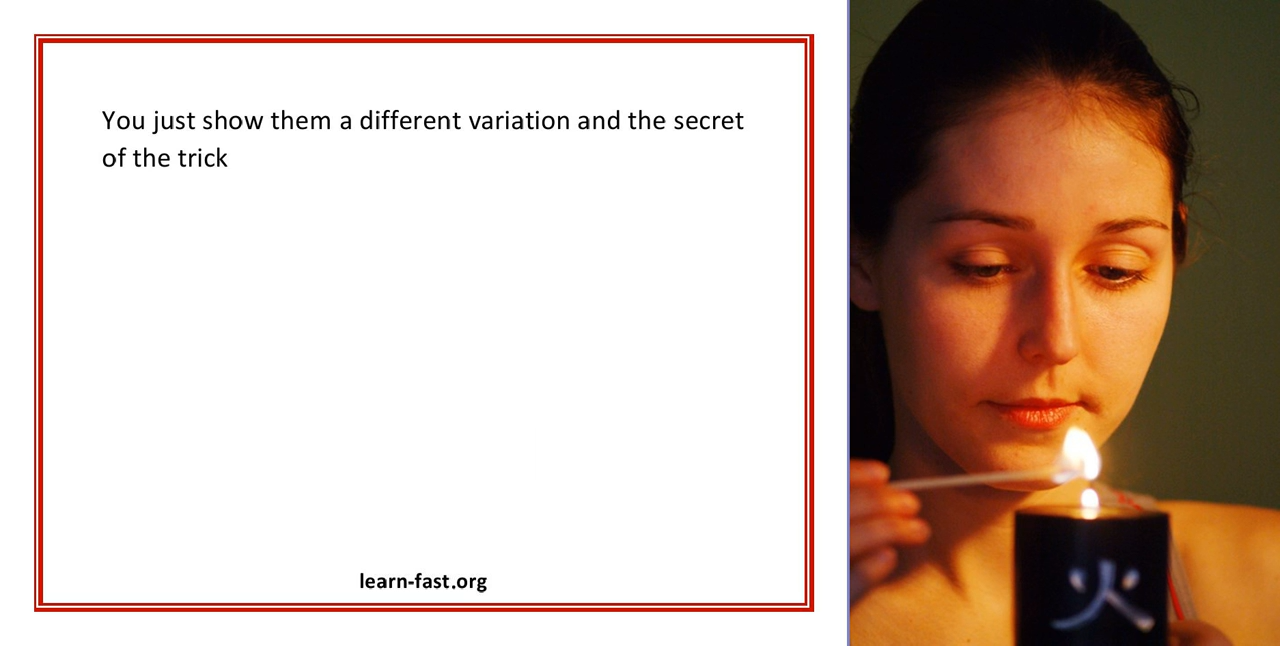 You just show them a different variation and the secret
of the trick
learn-fast.org
火